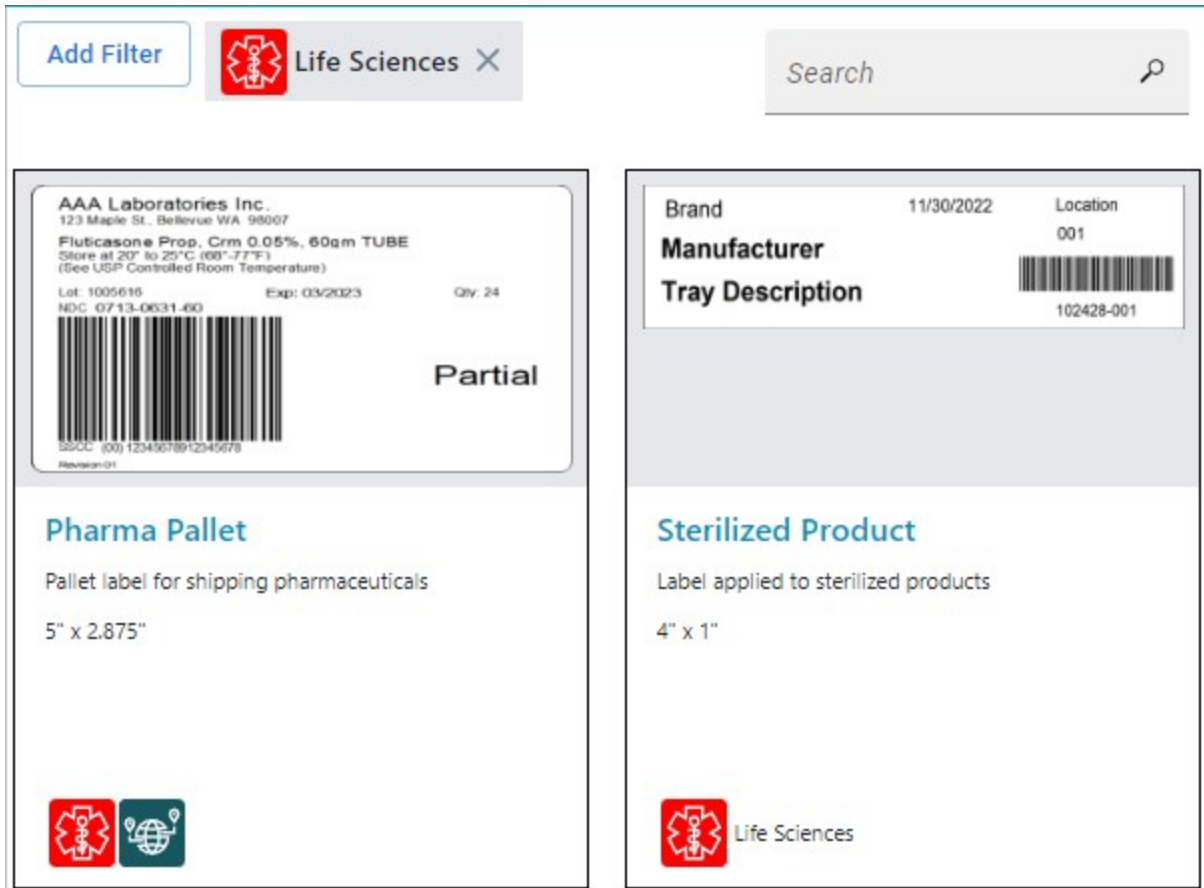 Add Filter
Life Sciences
Search
AAA Laboratories Inc.
123 Maple St., Bellevue WA 98007
Fluticasone Prop, Crm 0.05%, 60gm TUBE
Store at 20° to 25°C (68°-77°F)
(See USP Controlled Room Temperature)
Lot: 1005616 Exp: 03/2023 Qty: 24
NDC 0713-0631-60
Partial
SSCC (00) 12345678912345678
Revision 01
Pharma Pallet
Pallet label for shipping pharmaceuticals
5" x 2.875"
Brand 11/30/2022 Location
001
Manufacturer
Tray Description
102428-001
Sterilized Product
Label applied to sterilized products
4" x 1"
Life Sciences